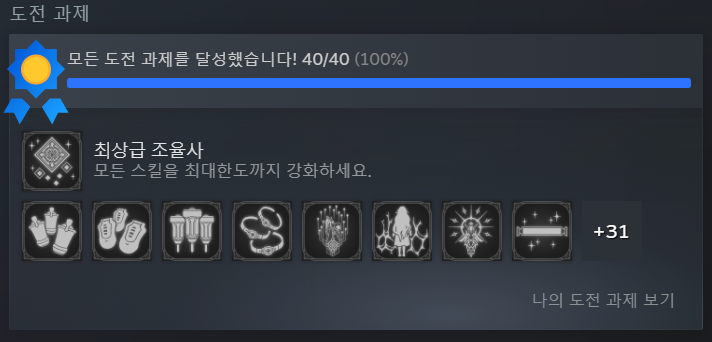 도전 과제
모든 도전 과제를 달성했습니다! 40/40 (100%)
최상급 조율사
모든 스킬을 최대한도까지 강화하세요.
+31
나의 도전 과제 보기